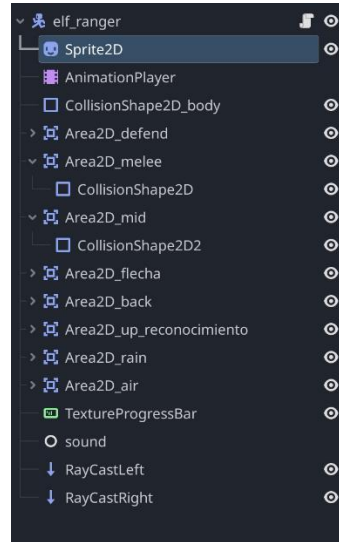 elf_ranger
Sprite2D
AnimationPlayer
CollisionShape2D_body
Area2D_defend
Area2D_melee
CollisionShape2D
Area2D_mid
CollisionShape2D2
Area2D_flecha
Area2D_back
Area2D_up_reconocimiento
Area2D_rain
Area2D_air
TextureProgressBar
sound
RayCastLeft
RayCastRight